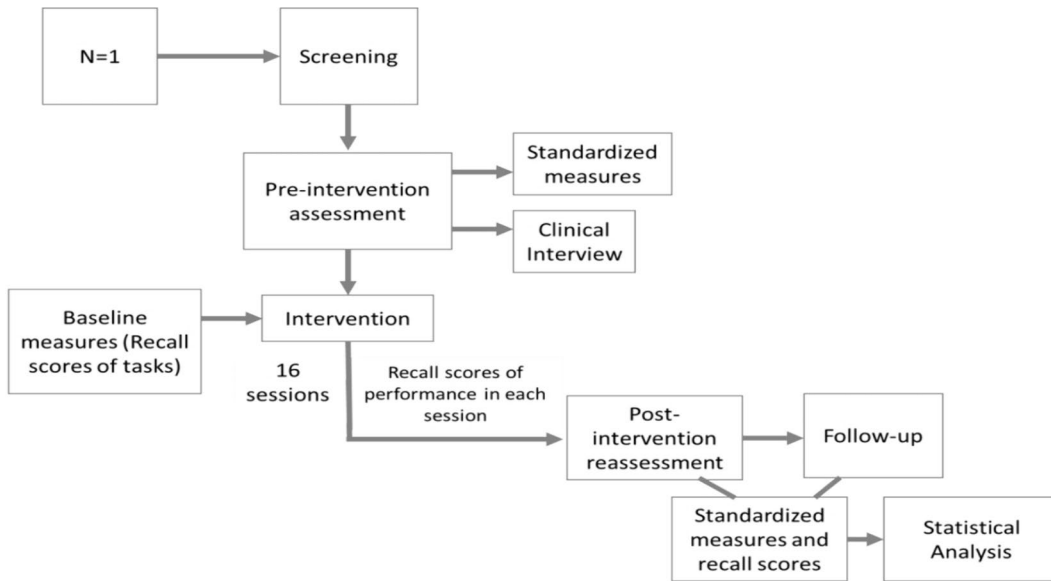 N=1
Screening
Pre-intervention
assessment
Standardized
measures
Clinical
Interview
Baseline
measures (Recall
scores of tasks)
Intervention
16
sessions
Recall scores of
performance in each
session
Post-
intervention
reassessment
Follow-up
Standardized
measures and
recall scores
Statistical
Analysis